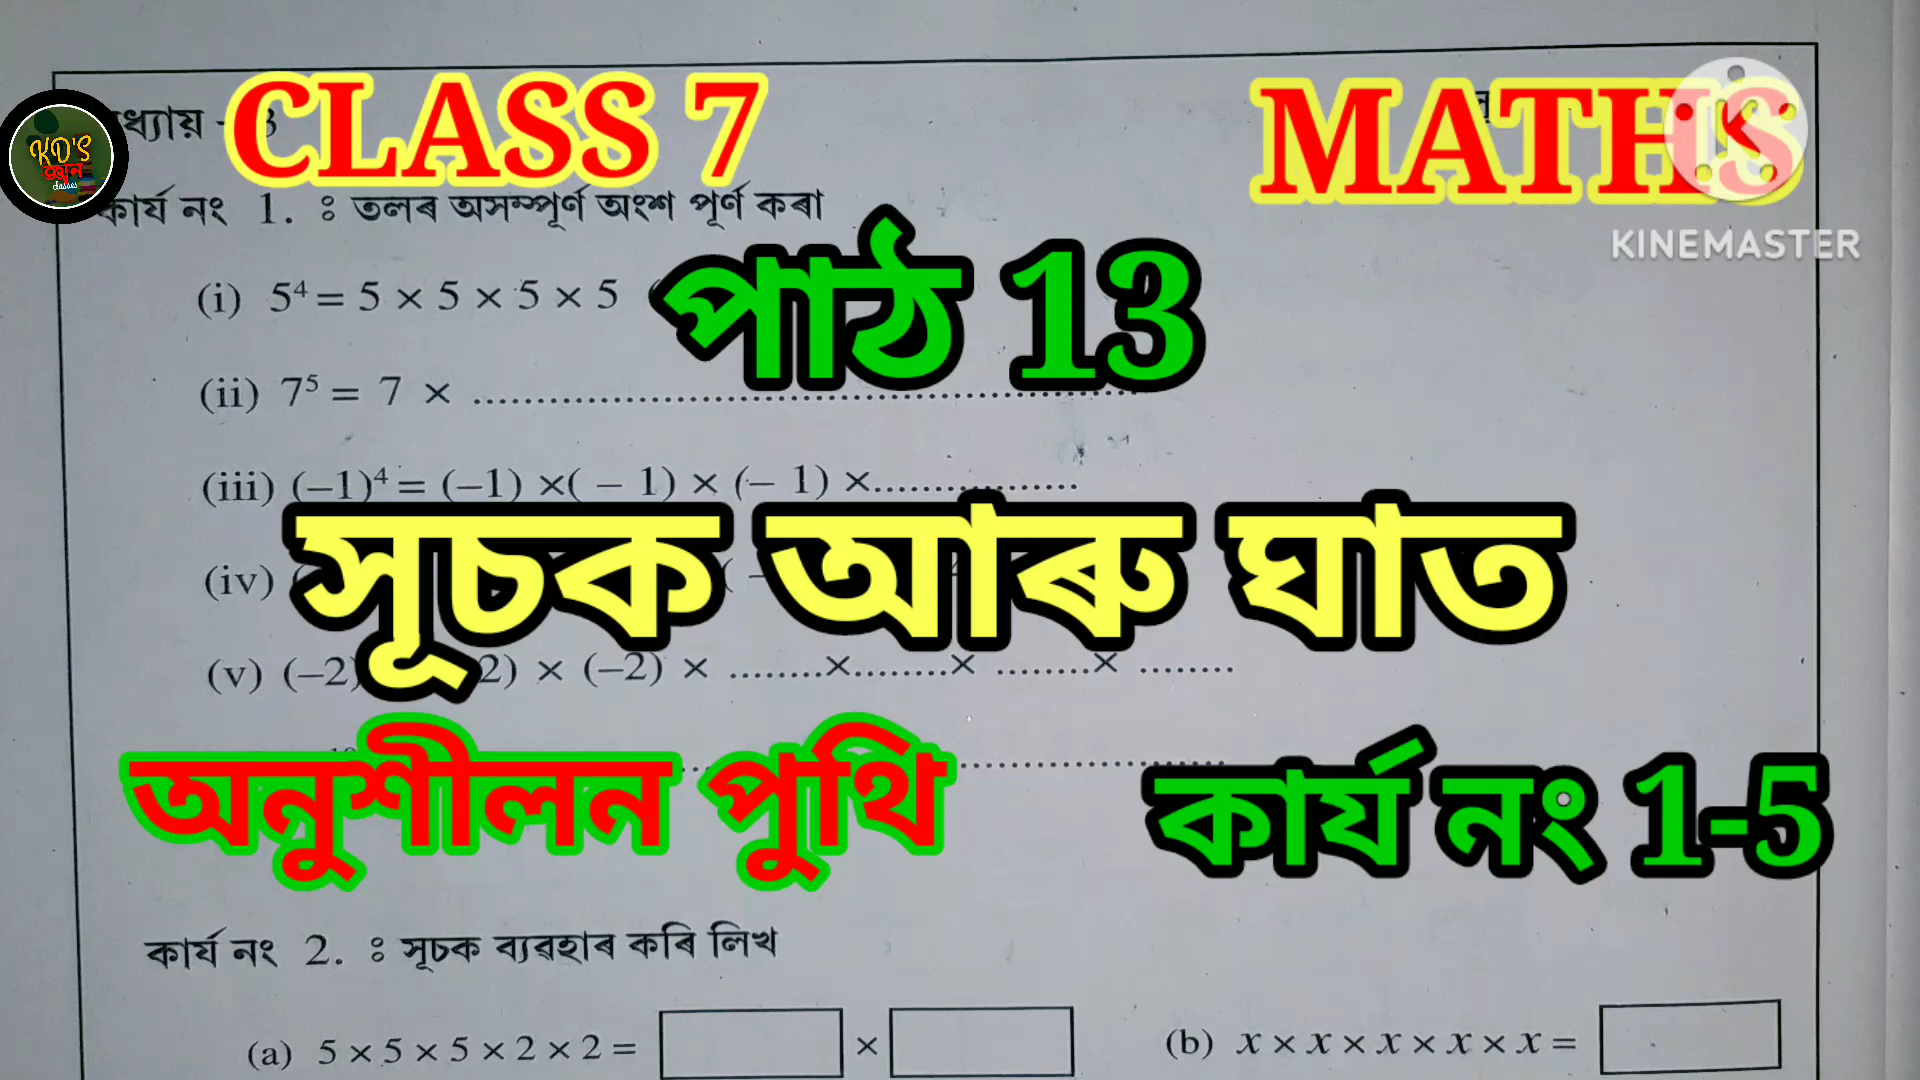 CLASS 7 MATHS
KD'S
জ্ঞান
classes
KINEMASTER
কাৰ্য নং 1. : তলৰ অসম্পূৰ্ণ অংশ পূৰ্ণ কৰা
পাঠ 13
(i) 5⁴ = 5 × 5 × 5 × 5
(ii) 7⁵ = 7 × ........................................
(iii) (–1)⁴ = (–1) ×( – 1) × (– 1) ×.................
সূচক আৰু ঘাত
(iv)
(v) (–2) 2) × (–2) × ........×........× ........× ........
অনুশীলন পুথি কাৰ্য নং 1-5
কাৰ্য নং 2. : সূচক ব্যৱহাৰ কৰি লিখ
(a) 5 × 5 × 5 × 2 × 2 = ×
(b) x × x × x × x × x =